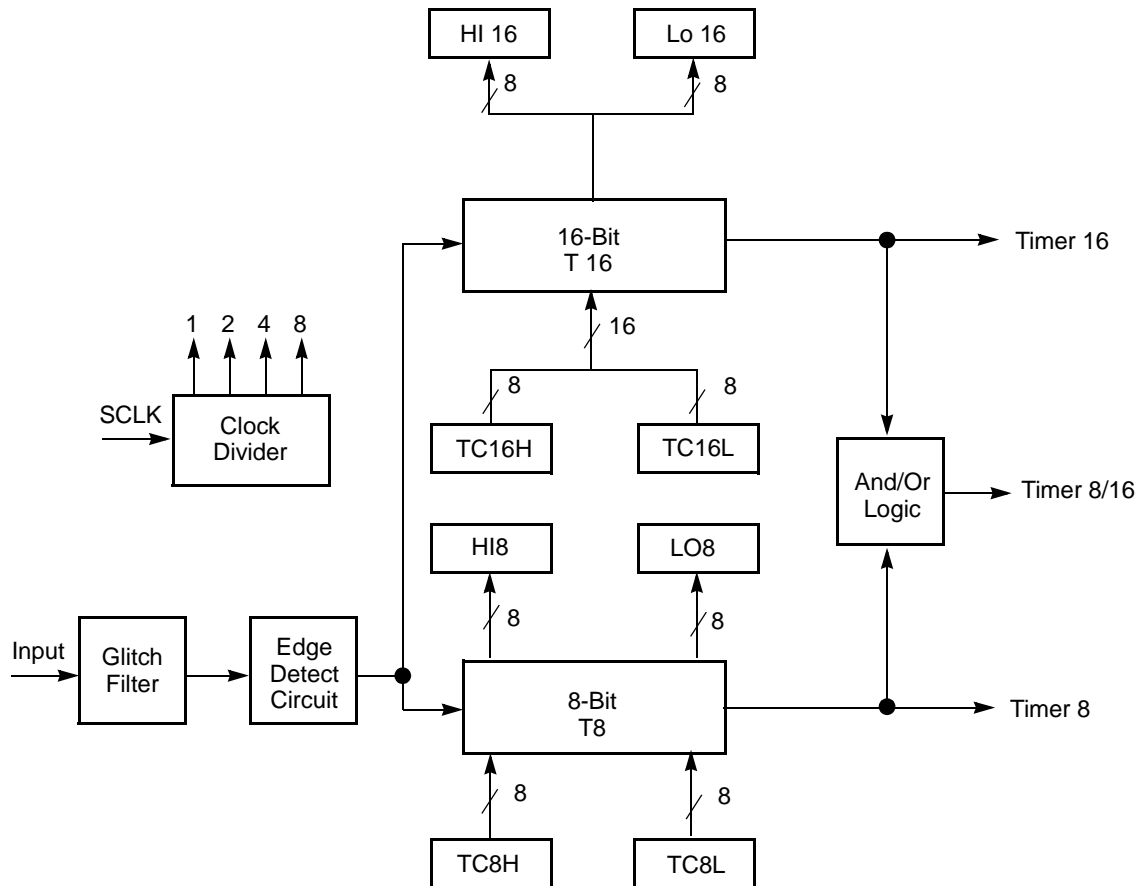 HI 16
Lo 16
8
8
16-Bit
T 16
Timer 16
16
1
2
4
8
8
8
SCLK
Clock
Divider
TC16H
TC16L
And/Or
Logic
Timer 8/16
HI8
LO8
8
8
Input
Glitch
Filter
Edge
Detect
Circuit
8-Bit
T8
Timer 8
8
8
TC8H
TC8L